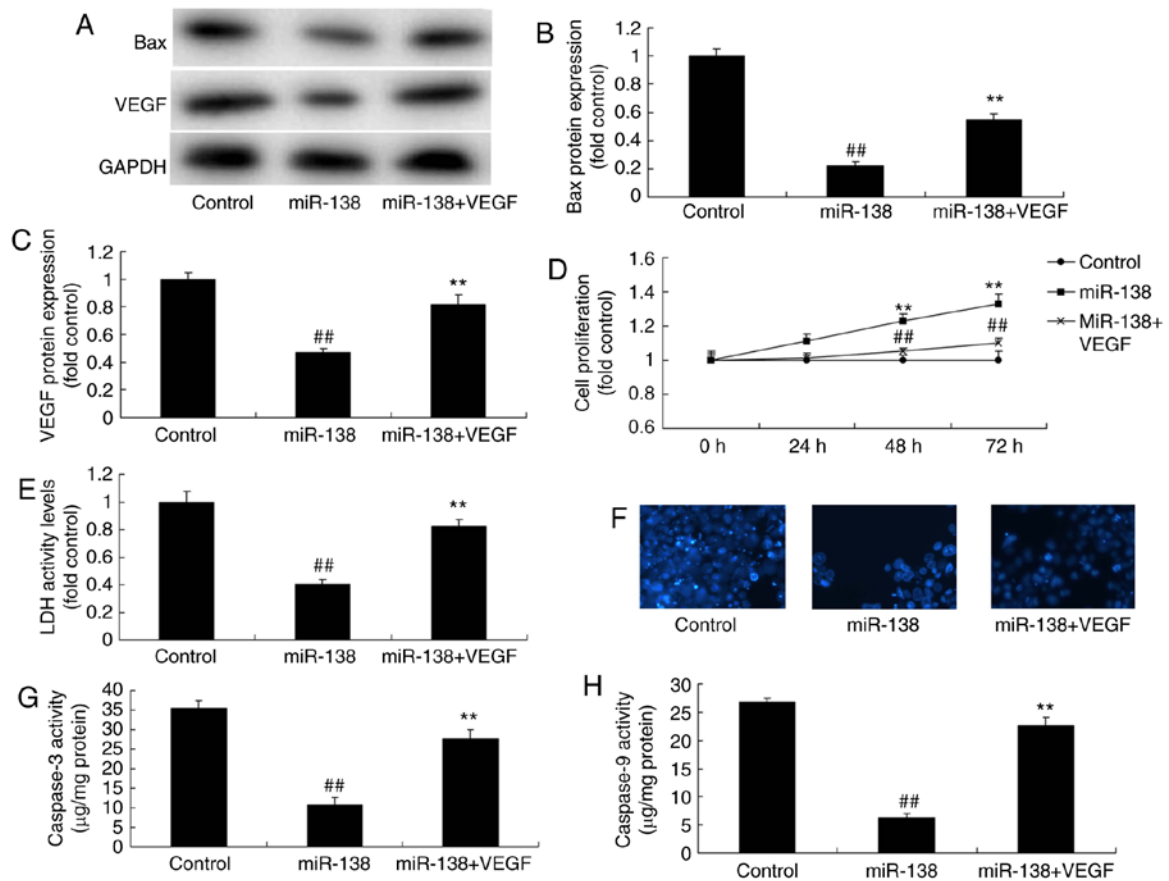 A
Bax
VEGF
GAPDH
Control miR-138 miR-138+VEGF
B
Bax protein expression
(fold control)
1.2
1
0.8
0.6
0.4
0.2
0
##
**
Control miR-138 miR-138+VEGF
C
VEGF protein expression
(fold control)
1.2
1
0.8
0.6
0.4
0.2
0
##
**
Control miR-138 miR-138+VEGF
D
Cell proliferation
(fold control)
1.6
1.4
1.2
1
0.8
0.6
**
**
##
##
0 h 24 h 48 h 72 h
Control
miR-138
MiR-138+
VEGF
E
LDH activity levels
(fold control)
1.2
1
0.8
0.6
0.4
0.2
0
##
**
Control miR-138 miR-138+VEGF
F
Control miR-138 miR-138+VEGF
G
Caspase-3 activity
(µg/mg protein)
40
35
30
25
20
15
10
5
0
##
**
Control miR-138 miR-138+VEGF
H
Caspase-9 activity
(µg/mg protein)
30
25
20
15
10
5
0
##
**
Control miR-138 miR-138+VEGF